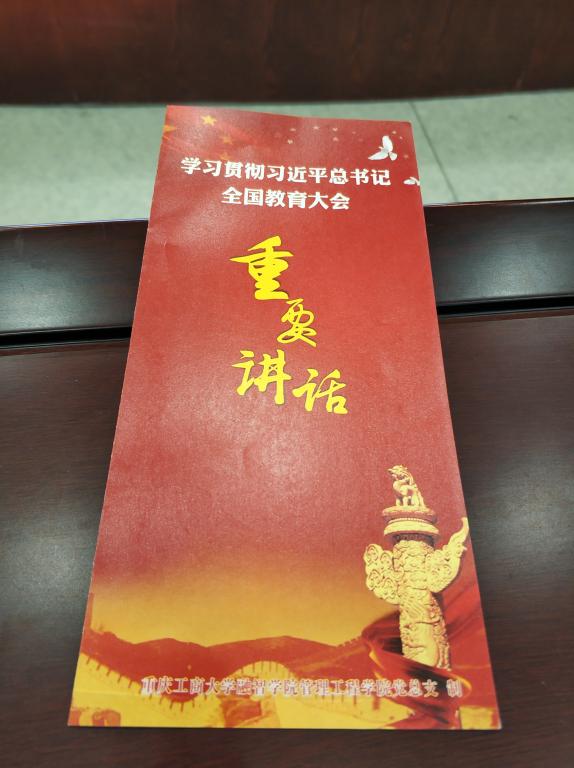 学习贯彻习近平总书记
全国教育大会
重要讲话
重庆工商大学融智学院管理工程学院党总支 制